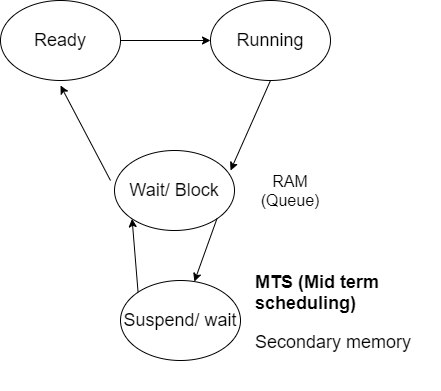 Ready
Running
Wait/ Block
RAM
(Queue)
MTS (Mid term
scheduling)
Suspend/ wait
Secondary memory